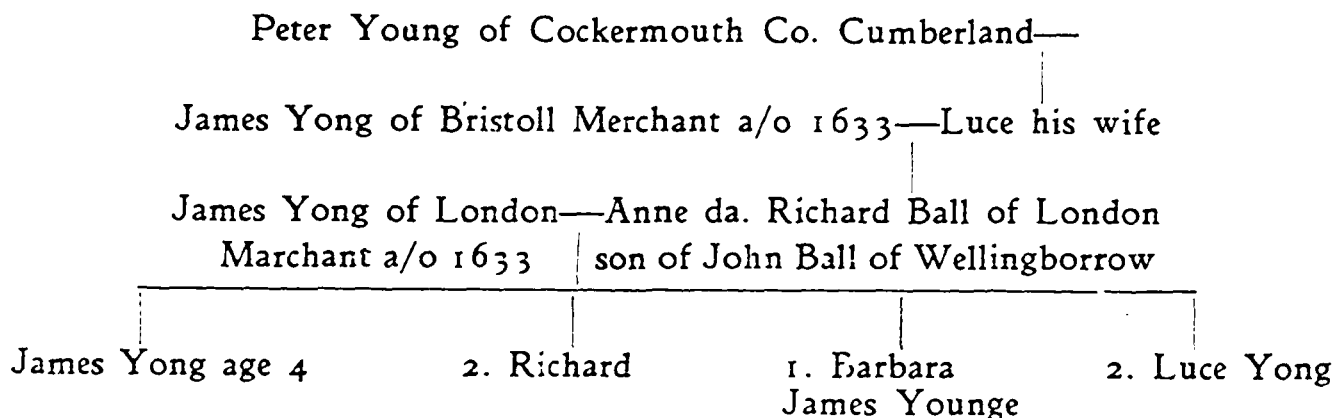 Peter Young of Cockermouth Co. Cumberland—
James Yong of Bristoll Merchant a/o 1633—Luce his wife
James Yong of London—Anne da. Richard Ball of London
Marchant a/o 1633 son of John Ball of Wellingborrow
James Yong age 4 2. Richard 1. Barbara 2. Luce Yong
James Younge